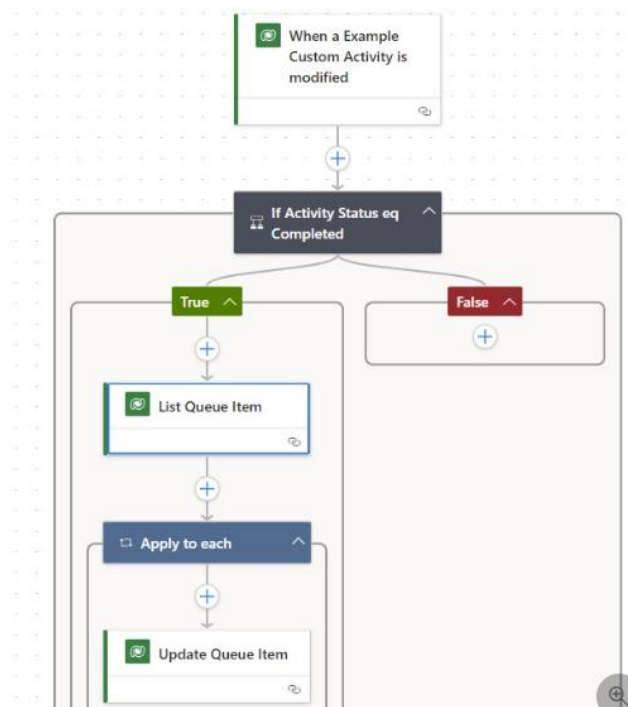 When a Example
Custom Activity is
modified
If Activity Status eq
Completed
True
False
List Queue Item
Apply to each
Update Queue Item